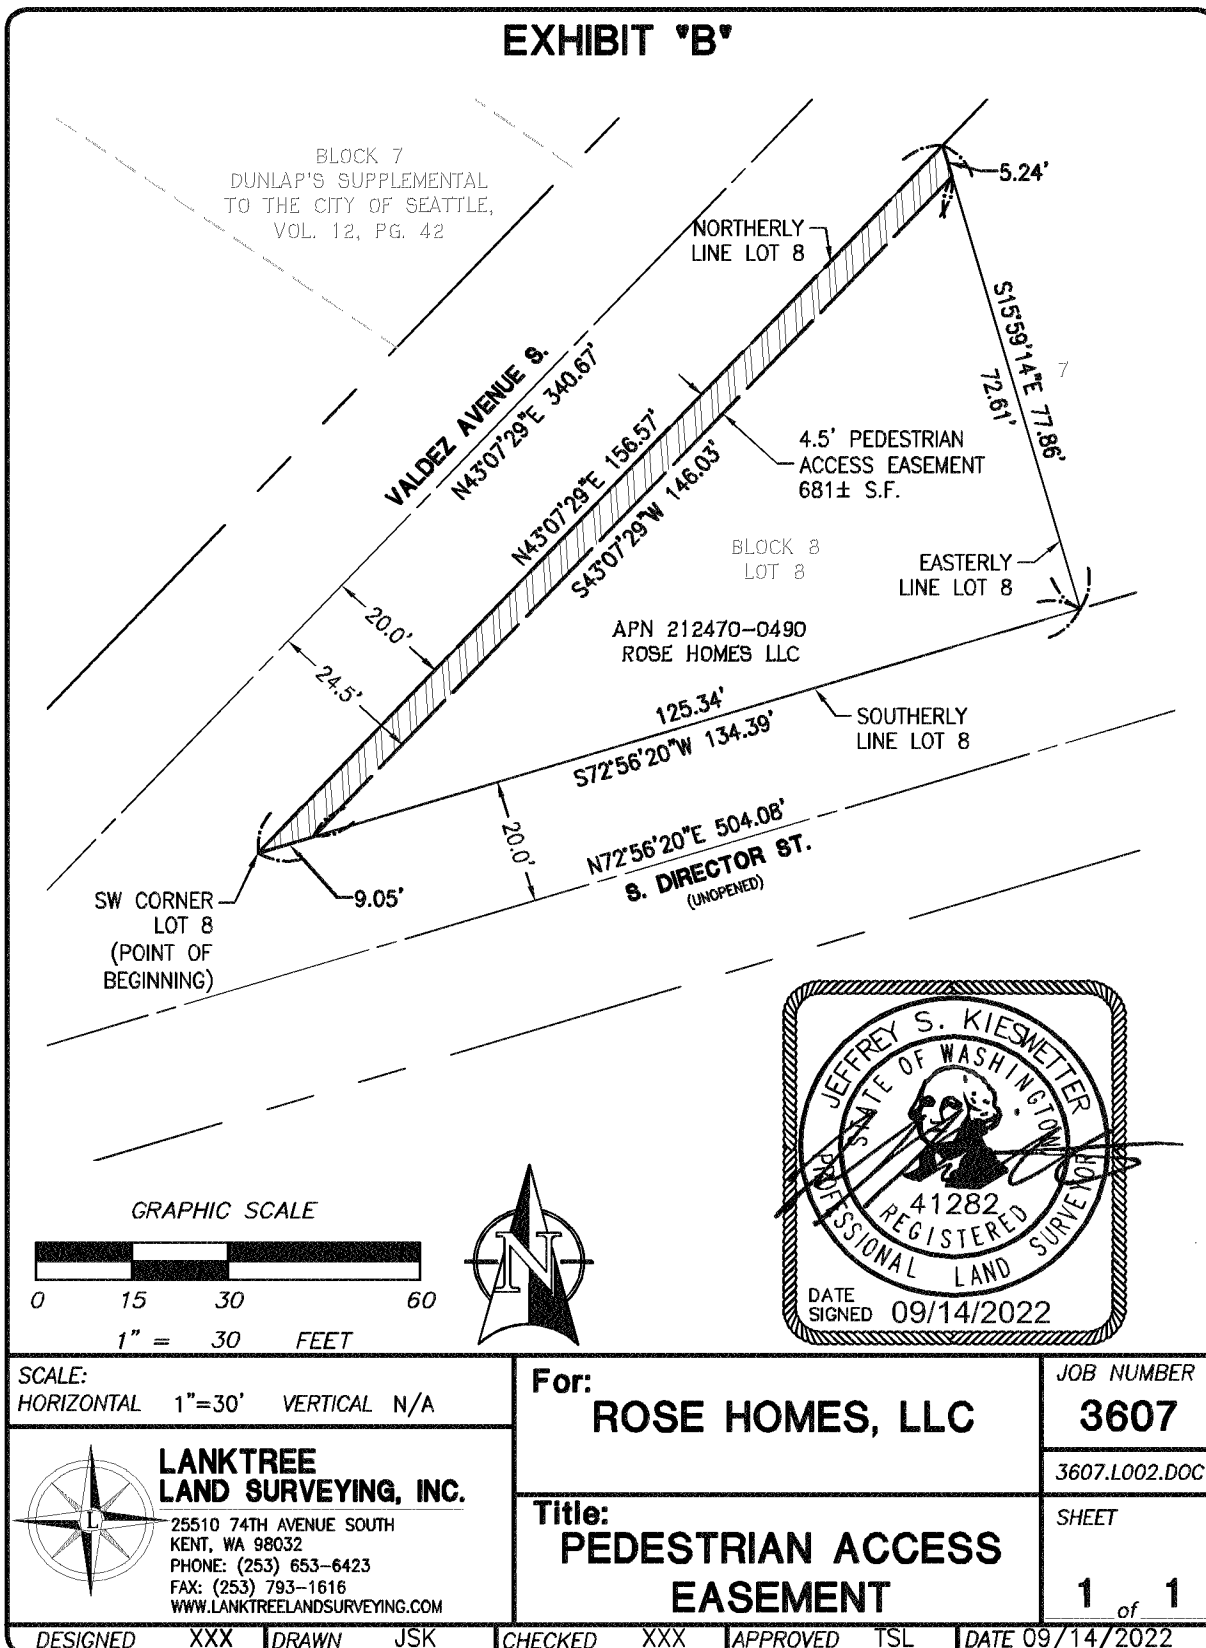 EXHIBIT "B"
BLOCK 7
DUNLAP'S SUPPLEMENTAL
TO THE CITY OF SEATTLE,
VOL. 12, PG. 42
5.24'
NORTHERLY
LINE LOT 8
S15°59'14"E 77.86'
72.61'
7
VALDEZ AVENUE S.
N43°07'29"E 340.67'
N43°07'29"E 156.57'
S43°07'29"W 146.03'
4.5' PEDESTRIAN
ACCESS EASEMENT
681± S.F.
BLOCK 8
LOT 8
EASTERLY
LINE LOT 8
20.0'
24.5'
APN 212470-0490
ROSE HOMES LLC
125.34'
S72°56'20"W 134.39'
SOUTHERLY
LINE LOT 8
20.0'
N72°56'20"E 504.08'
S. DIRECTOR ST.
(UNOPENED)
9.05'
SW CORNER
LOT 8
(POINT OF
BEGINNING)
JEFFREY S. KIESWETTER
STATE OF WASHINGTON
41282
REGISTERED
PROFESSIONAL LAND SURVEYOR
DATE
SIGNED 09/14/2022
GRAPHIC SCALE
0 15 30 60
1" = 30 FEET
N
SCALE:
HORIZONTAL 1"=30' VERTICAL N/A
For:
ROSE HOMES, LLC
JOB NUMBER
3607
3607.L002.DOC
L
LANKTREE
LAND SURVEYING, INC.
25510 74TH AVENUE SOUTH
KENT, WA 98032
PHONE: (253) 653-6423
FAX: (253) 793-1616
WWW.LANKTREELANDSURVEYING.COM
Title:
PEDESTRIAN ACCESS
EASEMENT
SHEET
1 of 1
DESIGNED XXX DRAWN JSK CHECKED XXX APPROVED TSL DATE 09/14/2022